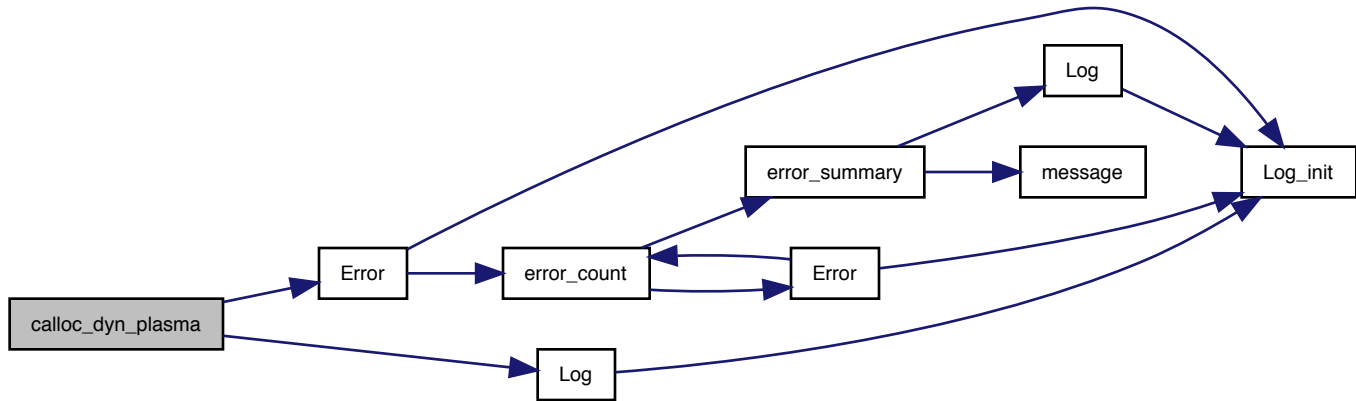 calloc_dyn_plasma
Error
Log
error_count
error_summary
Error
Log
message
Log_init